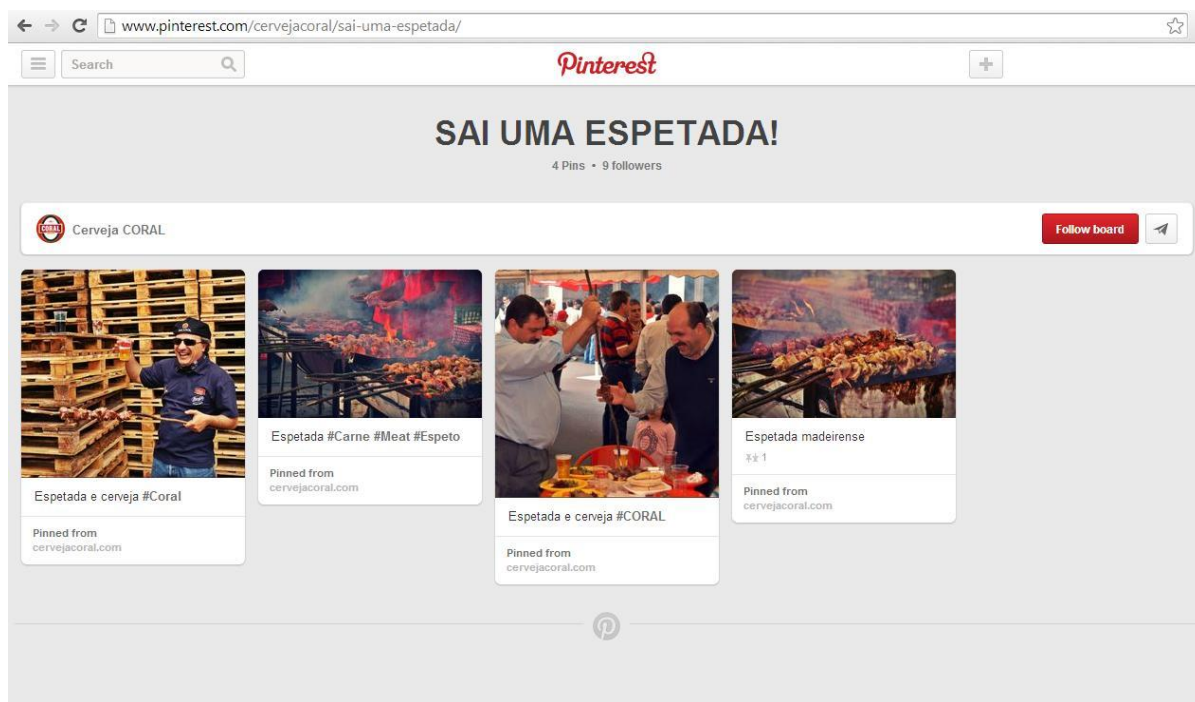 www.pinterest.com/cervejacoral/sai-uma-espetada/
Search
Pinterest
SAI UMA ESPETADA!
4 Pins • 9 followers
CORAL
Cerveja CORAL
Follow board
Espetada e cerveja #Coral
Pinned from
cervejacoral.com
Espetada #Carne #Meat #Espeto
Pinned from
cervejacoral.com
Espetada e cerveja #CORAL
Pinned from
cervejacoral.com
Espetada madeirense
1
Pinned from
cervejacoral.com